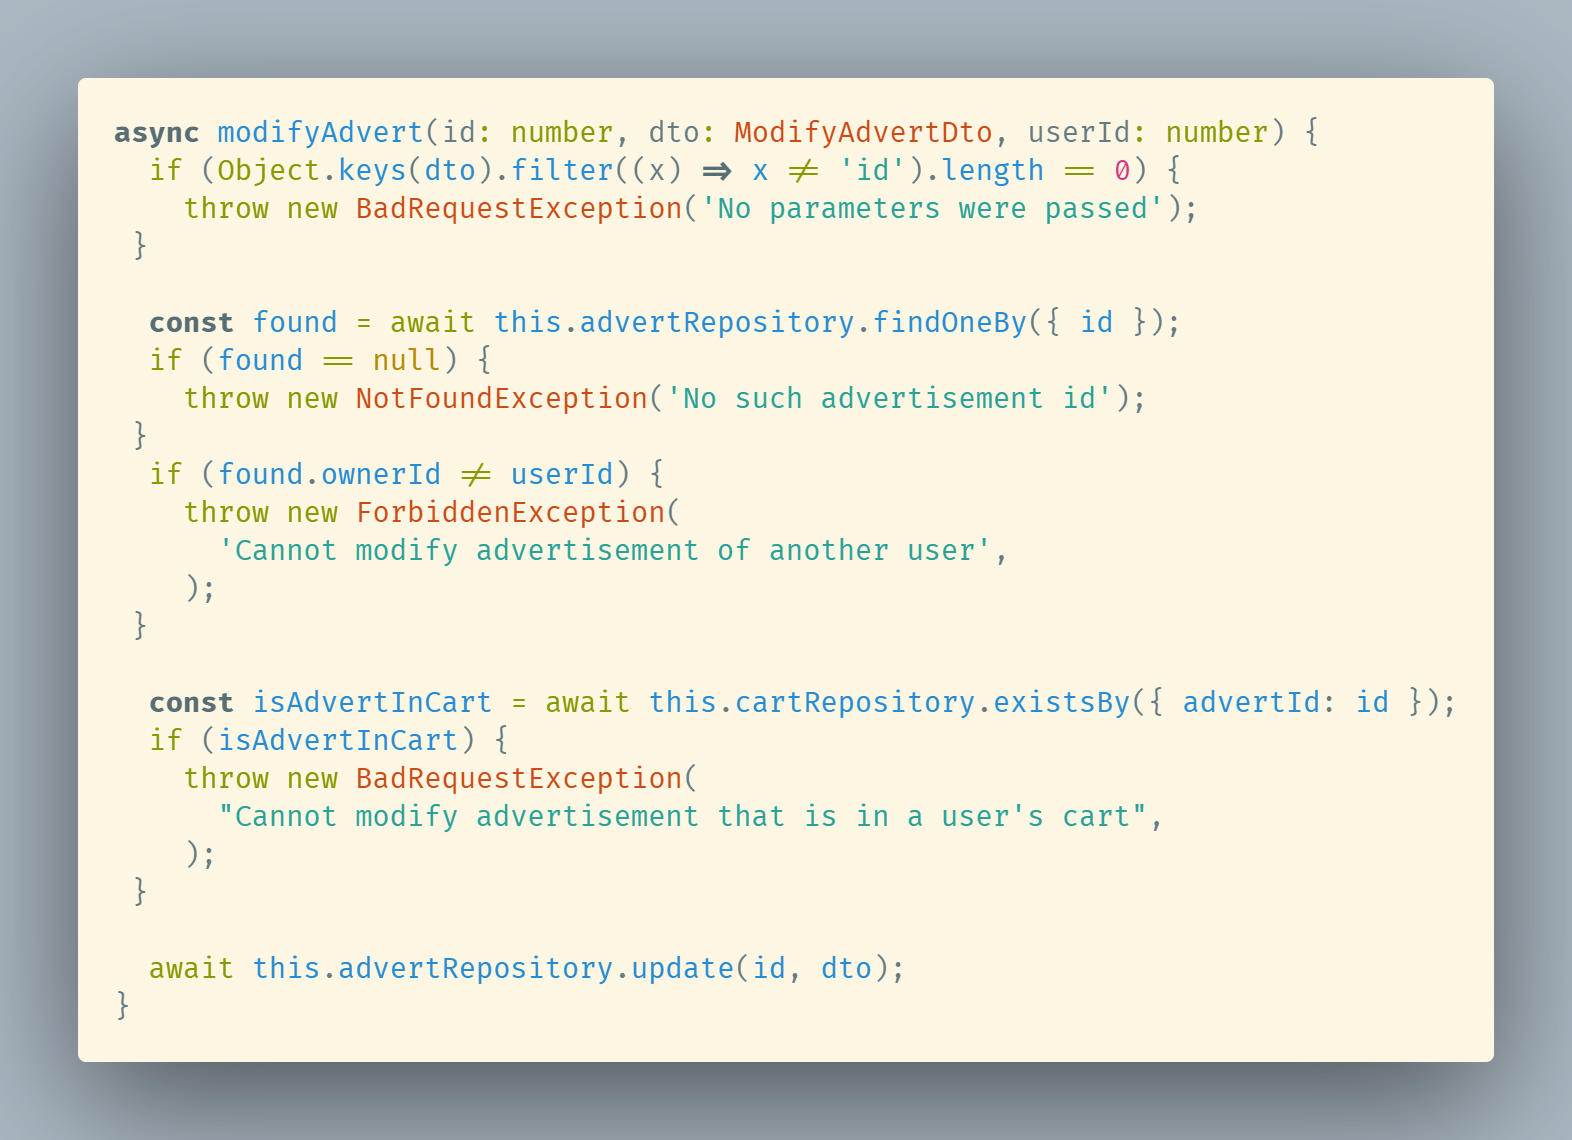 async modifyAdvert(id: number, dto: ModifyAdvertDto, userId: number) {
  if (Object.keys(dto).filter((x) => x != 'id').length == 0) {
    throw new BadRequestException('No parameters were passed');
  }

  const found = await this.advertRepository.findOneBy({ id });
  if (found == null) {
    throw new NotFoundException('No such advertisement id');
  }
  if (found.ownerId != userId) {
    throw new ForbiddenException(
      'Cannot modify advertisement of another user',
    );
  }

  const isAdvertInCart = await this.cartRepository.existsBy({ advertId: id });
  if (isAdvertInCart) {
    throw new BadRequestException(
      "Cannot modify advertisement that is in a user's cart",
    );
  }

  await this.advertRepository.update(id, dto);
}